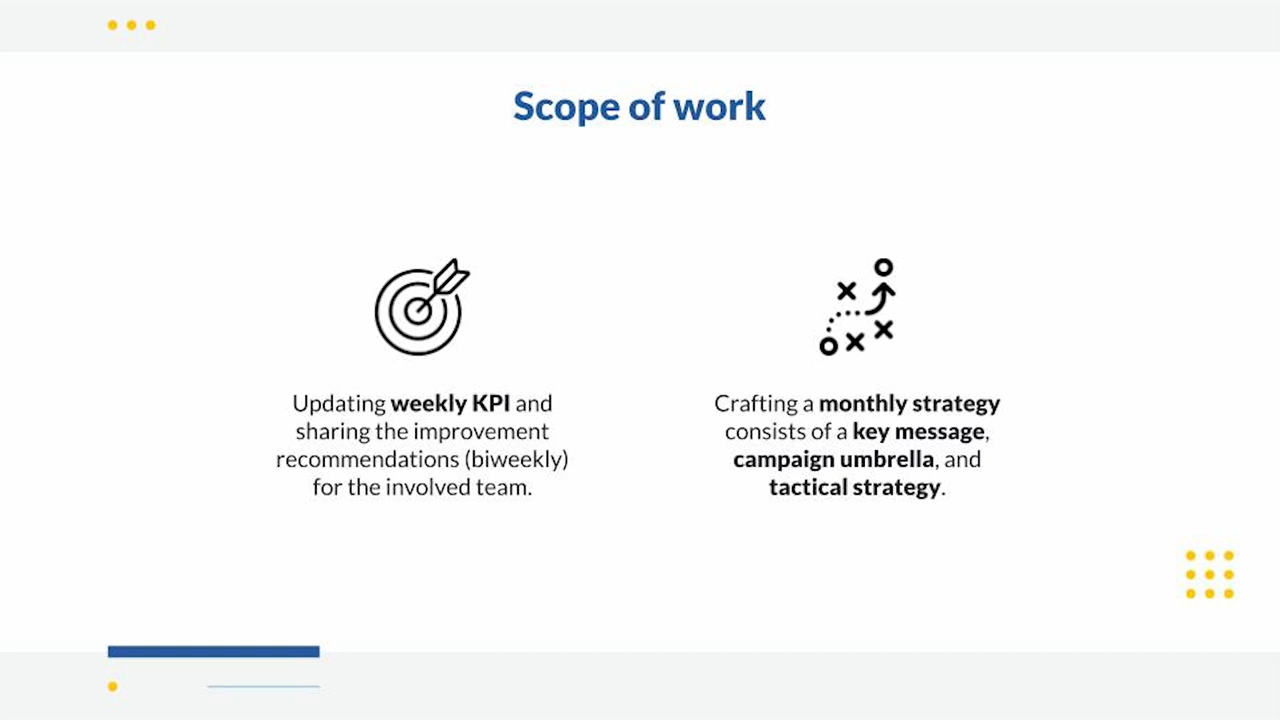 Scope of work
Updating weekly KPI and
sharing the improvement
recommendations (biweekly)
for the involved team.
Crafting a monthly strategy
consists of a key message,
campaign umbrella, and
tactical strategy.